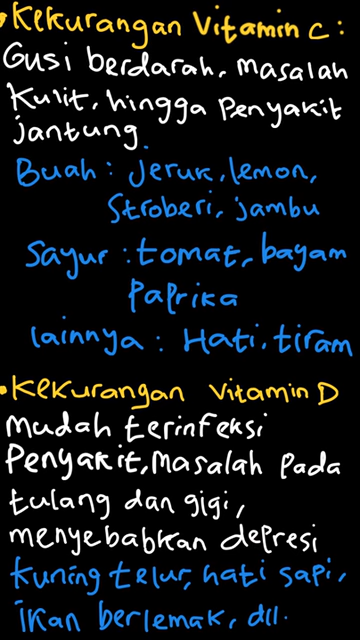 • Kekurangan Vitamin C :
Gusi berdarah, masalah
Kulit, hingga Penyakit
jantung.
Buah : Jeruk, lemon,
Stroberi, jambu
Sayur : tomat, bayam
Paprika
lainnya : Hati, tiram
• Kekurangan Vitamin D
mudah terinfeksi
Penyakit, masalah pada
tulang dan gigi,
menyebabkan depresi
kuning telur, hati sapi,
ikan berlemak, dll.